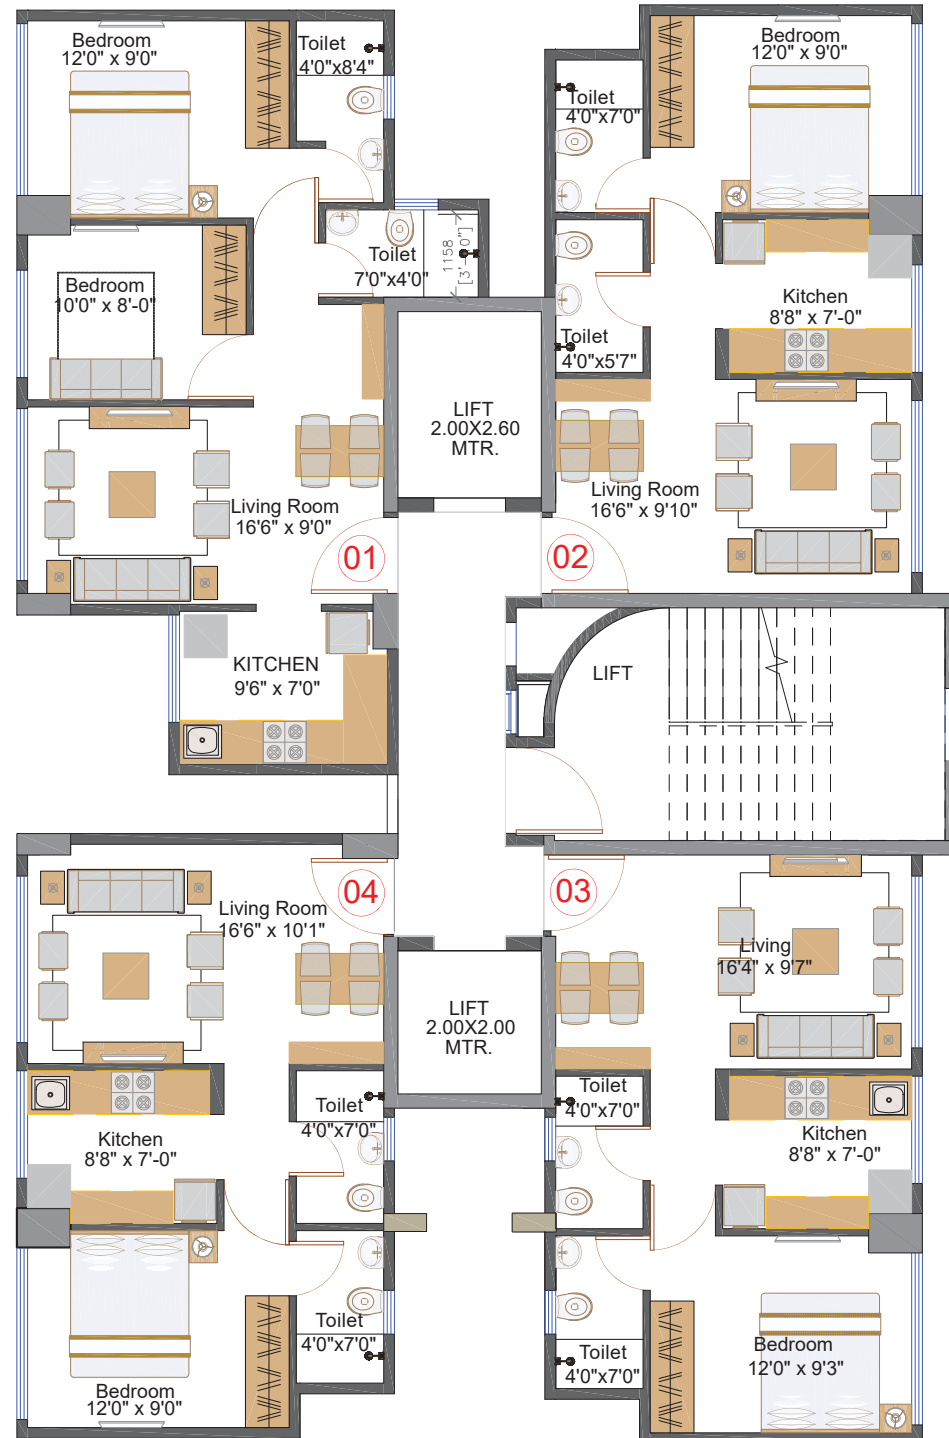 Bedroom
12'0" x 9'0"
Toilet
4'0"x8'4"
Bedroom
12'0" x 9'0
Toilet
4'0"x7'0"
Toilet
7'0"x4'0"
1158
[3'-10"]
Bedroom
10'0" x 8'-0"
Kitchen
8'8" x 7'-0"
Toilet
4'0"x5'7"
LIFT
2.00X2.60
MTR.
Living Room
16'6" x 9'0"
Living Room
16'6" x 9'10"
01
02
KITCHEN
9'6" x 7'0"
LIFT
04
03
Living Room
16'6" x 10'1"
Living
16'4" x 9'7"
LIFT
2.00X2.00
MTR.
Toilet
4'0"x7'0"
Toilet
4'0"x7'0"
Kitchen
8'8" x 7'-0"
Kitchen
8'8" x 7'-0"
Toilet
4'0"x7'0"
Toilet
4'0"x7'0"
Bedroom
12'0" x 9'0"
Bedroom
12'0" x 9'3"